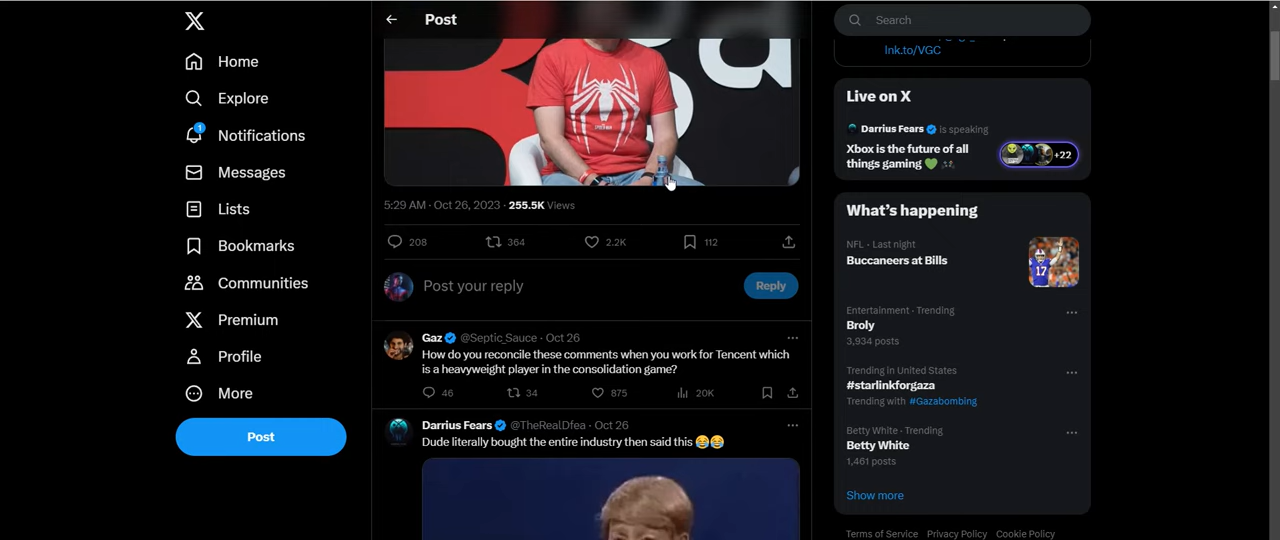 Home
Explore
1
Notifications
Messages
Lists
Bookmarks
Communities
Premium
Profile
More
Post
Post
5:29 AM · Oct 26, 2023 · 255.5K Views
208 364 2.2K 112
Post your reply
Reply
Gaz @Septic_Sauce · Oct 26
How do you reconcile these comments when you work for Tencent which
is a heavyweight player in the consolidation game?
46 34 875 20K
Darrius Fears @TheRealDfea · Oct 26
Dude literally bought the entire industry then said this 😂😂
Search
lnk.to/VGC
Live on X
Darrius Fears is speaking
Xbox is the future of all
things gaming 💚 🎮
+22
What's happening
NFL · Last night
Buccaneers at Bills
Entertainment · Trending
Broly
3,934 posts
Trending in United States
#starlinkforgaza
Trending with #Gazabombing
Betty White · Trending
Betty White
1,461 posts
Show more
Terms of Service Privacy Policy Cookie Policy